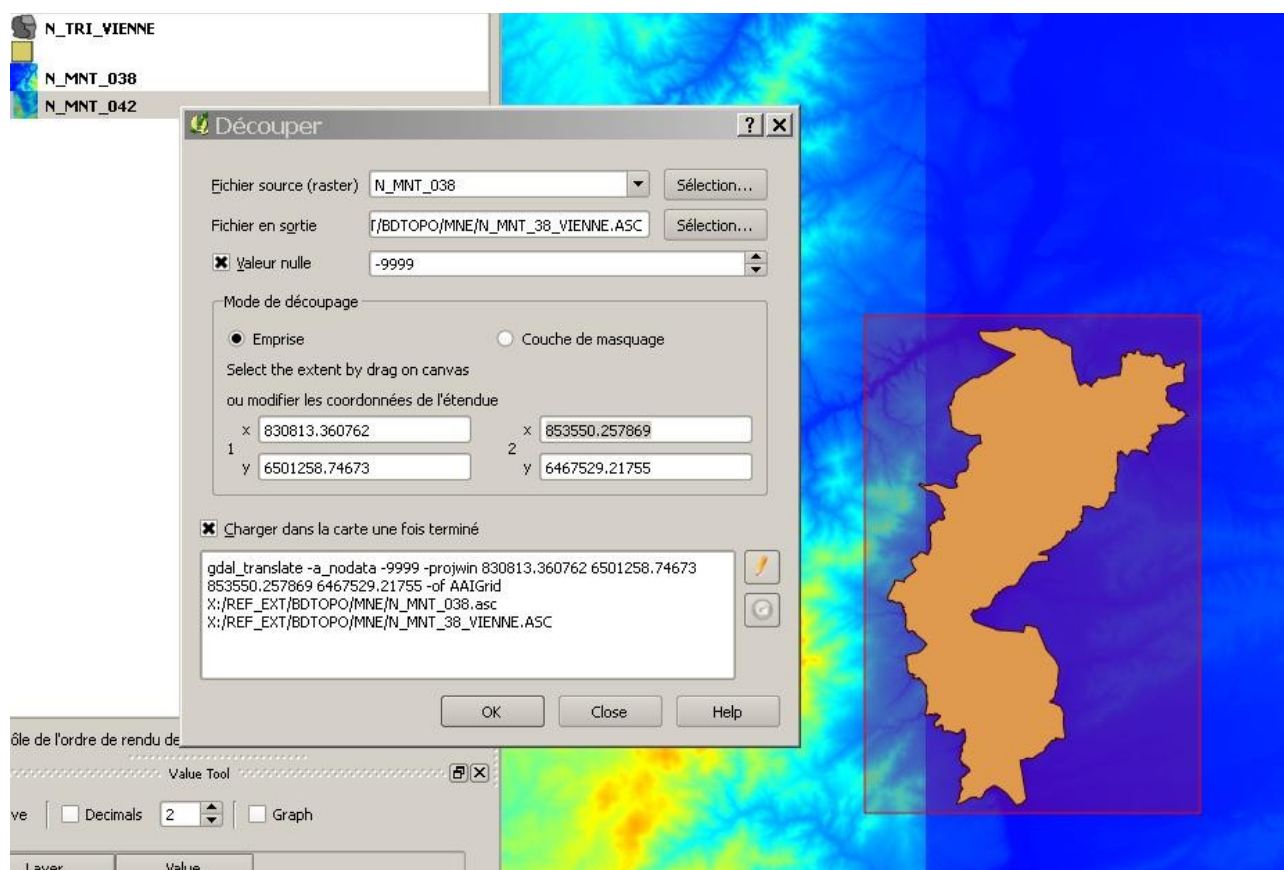 N_TRI_VIENNE
N_MNT_038
N_MNT_042
Découper
Fichier source (raster) N_MNT_038 Sélection...
Fichier en sortie T/BDTOPO/MNE/N_MNT_38_VIENNE.ASC Sélection...
Valeur nulle -9999
Mode de découpage
Emprise Couche de masquage
Select the extent by drag on canvas
ou modifier les coordonnées de l'étendue
x 830813.360762 x 853550.257869
1 2
y 6501258.74673 y 6467529.21755
Charger dans la carte une fois terminé
gdal_translate -a_nodata -9999 -projwin 830813.360762 6501258.74673
853550.257869 6467529.21755 -of AAIGrid
X:/REF_EXT/BDTOPO/MNE/N_MNT_038.asc
X:/REF_EXT/BDTOPO/MNE/N_MNT_38_VIENNE.ASC
OK Close Help
ôle de l'ordre de rendu de
Value Tool
ve Decimals 2 Graph
Layer Value